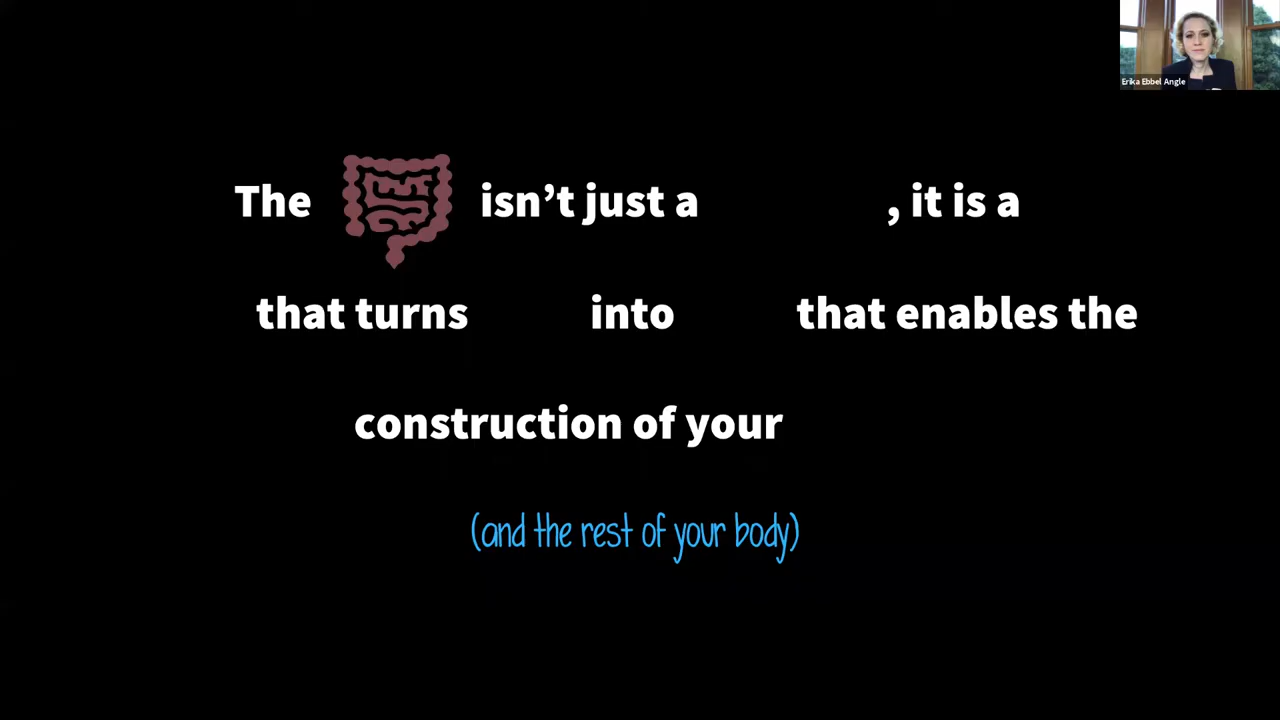 Erika Ebbel Angle
The isn’t just a , it is a
that turns into that enables the
construction of your
(and the rest of your body)